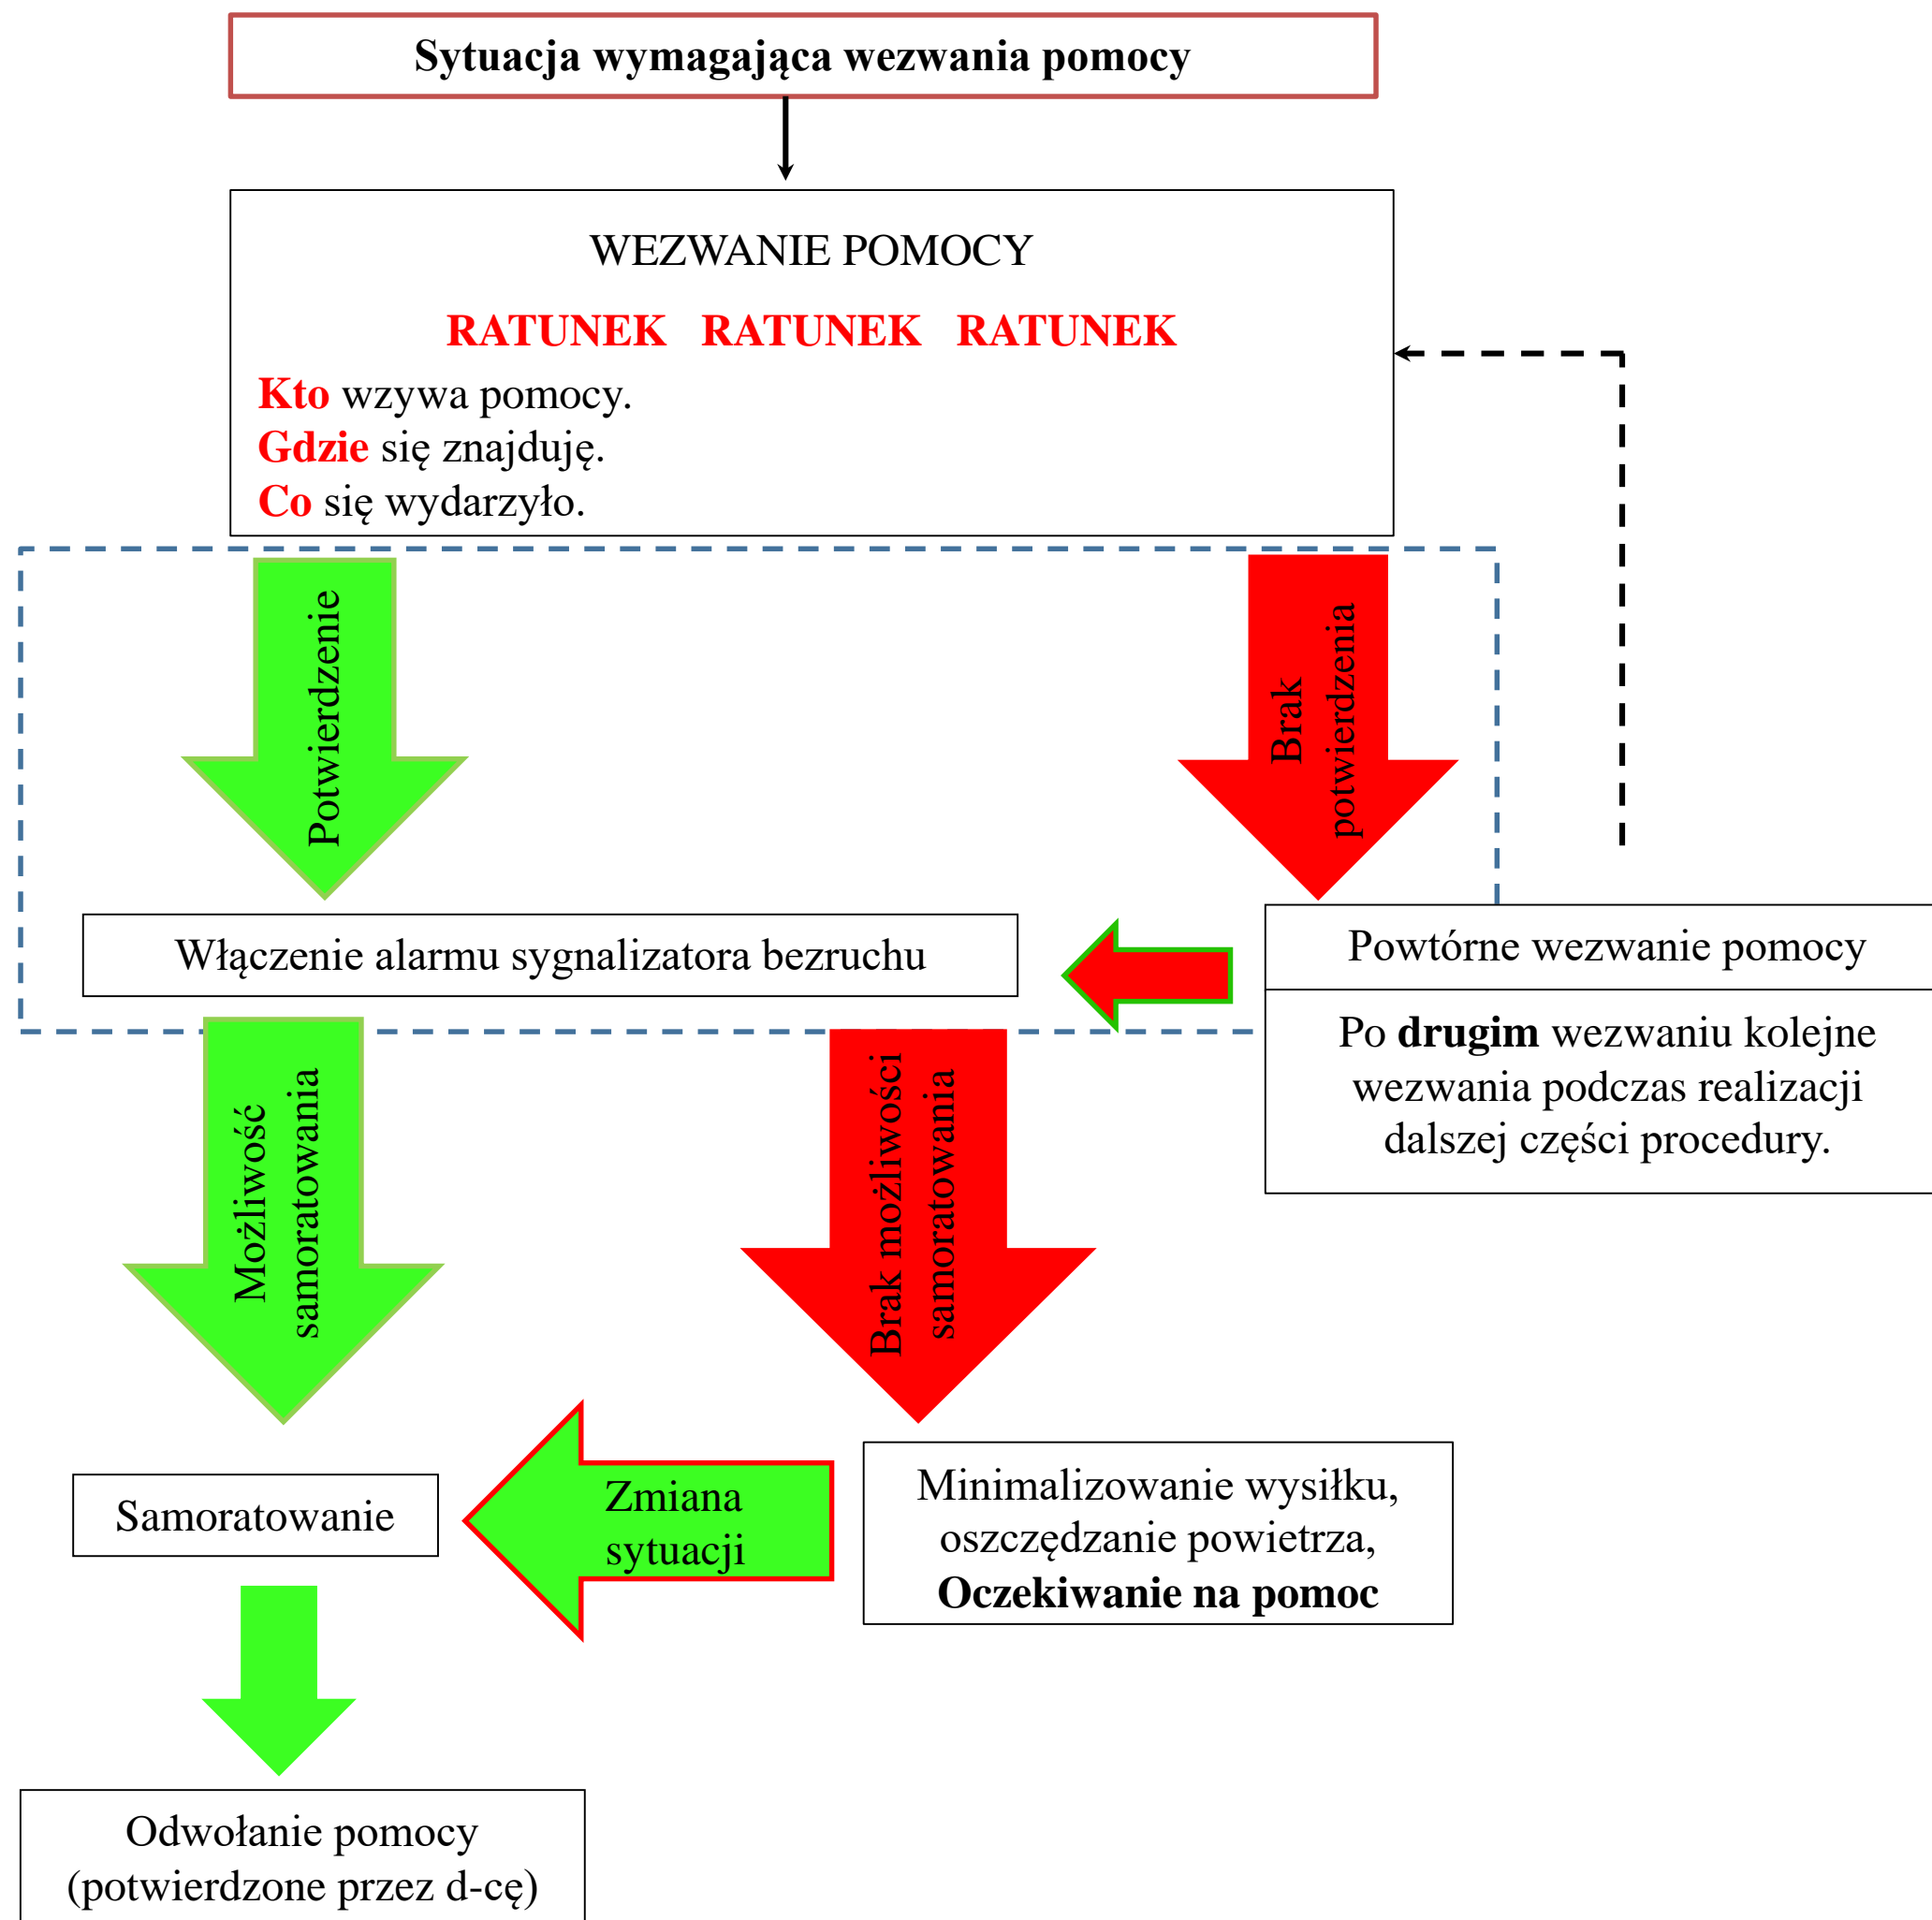 Sytuacja wymagająca wezwania pomocy
WEZWANIE POMOCY
RATUNEK RATUNEK RATUNEK
Kto wzywa pomocy.
Gdzie się znajduję.
Co się wydarzyło.
Potwierdzenie
Brak
potwierdzenia
Włączenie alarmu sygnalizatora bezruchu
Powtórne wezwanie pomocy
Po drugim wezwaniu kolejne
wezwania podczas realizacji
dalszej części procedury.
Możliwość
samoratowania
Brak możliwości
samoratowania
Samoratowanie
Zmiana
sytuacji
Minimalizowanie wysiłku,
oszczędzanie powietrza,
Oczekiwanie na pomoc
Odwołanie pomocy
(potwierdzone przez d-cę)